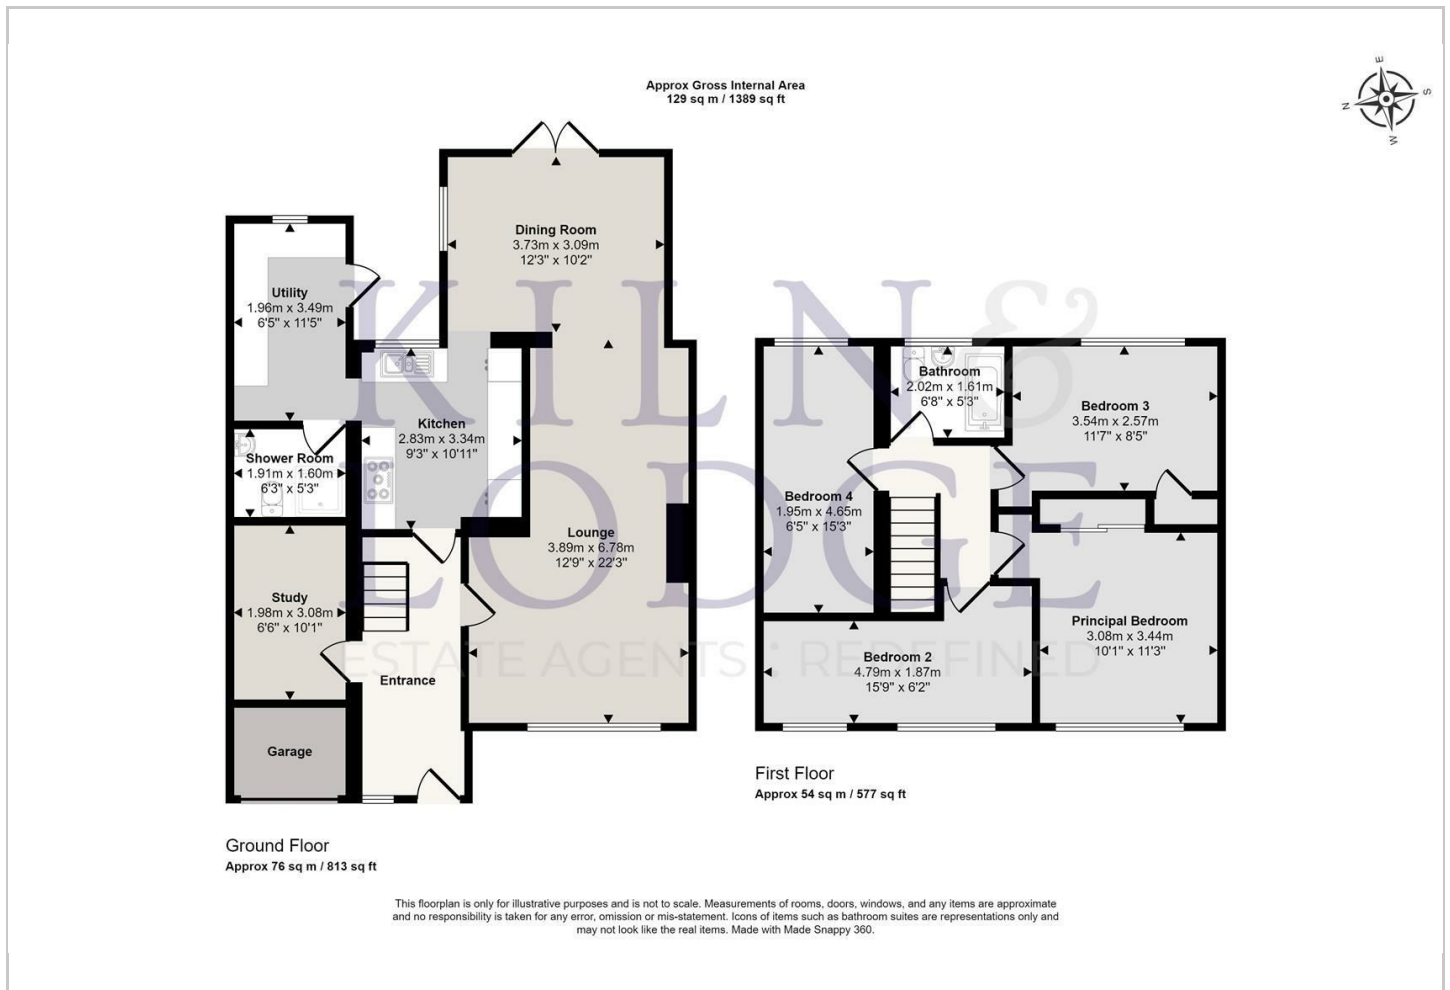 Approx Gross Internal Area
129 sq m / 1389 sq ft
E
N
S
W
Dining Room
3.73m x 3.09m
12'3" x 10'2"
Utility
1.96m x 3.49m
6'5" x 11'5"
Kitchen
2.83m x 3.34m
9'3" x 10'11"
Shower Room
1.91m x 1.60m
6'3" x 5'3"
Lounge
3.89m x 6.78m
12'9" x 22'3"
Study
1.98m x 3.08m
6'6" x 10'1"
Entrance
Garage
Bathroom
2.02m x 1.61m
6'8" x 5'3"
Bedroom 3
3.54m x 2.57m
11'7" x 8'5"
Bedroom 4
1.95m x 4.65m
6'5" x 15'3"
Principal Bedroom
3.08m x 3.44m
10'1" x 11'3"
Bedroom 2
4.79m x 1.87m
15'9" x 6'2"
KILN &
LODGE
ESTATE AGENTS : REDEFINED
First Floor
Approx 54 sq m / 577 sq ft
Ground Floor
Approx 76 sq m / 813 sq ft
This floorplan is only for illustrative purposes and is not to scale. Measurements of rooms, doors, windows, and any items are approximate
and no responsibility is taken for any error, omission or mis-statement. Icons of items such as bathroom suites are representations only and
may not look like the real items. Made with Made Snappy 360.